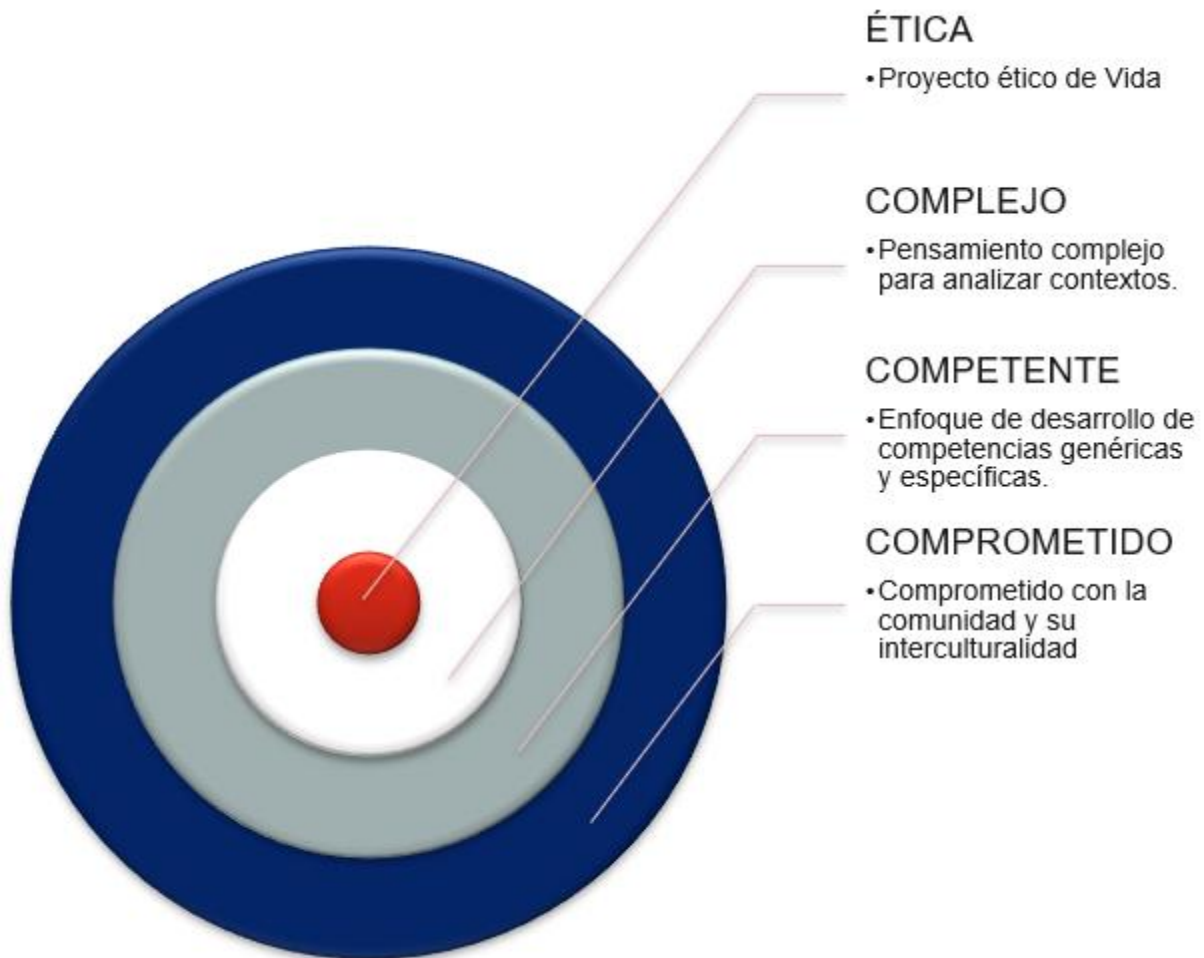 ÉTICA
•Proyecto ético de Vida
COMPLEJO
•Pensamiento complejo
para analizar contextos.
COMPETENTE
•Enfoque de desarrollo de
competencias genéricas
y específicas.
COMPROMETIDO
•Comprometido con la
comunidad y su
interculturalidad